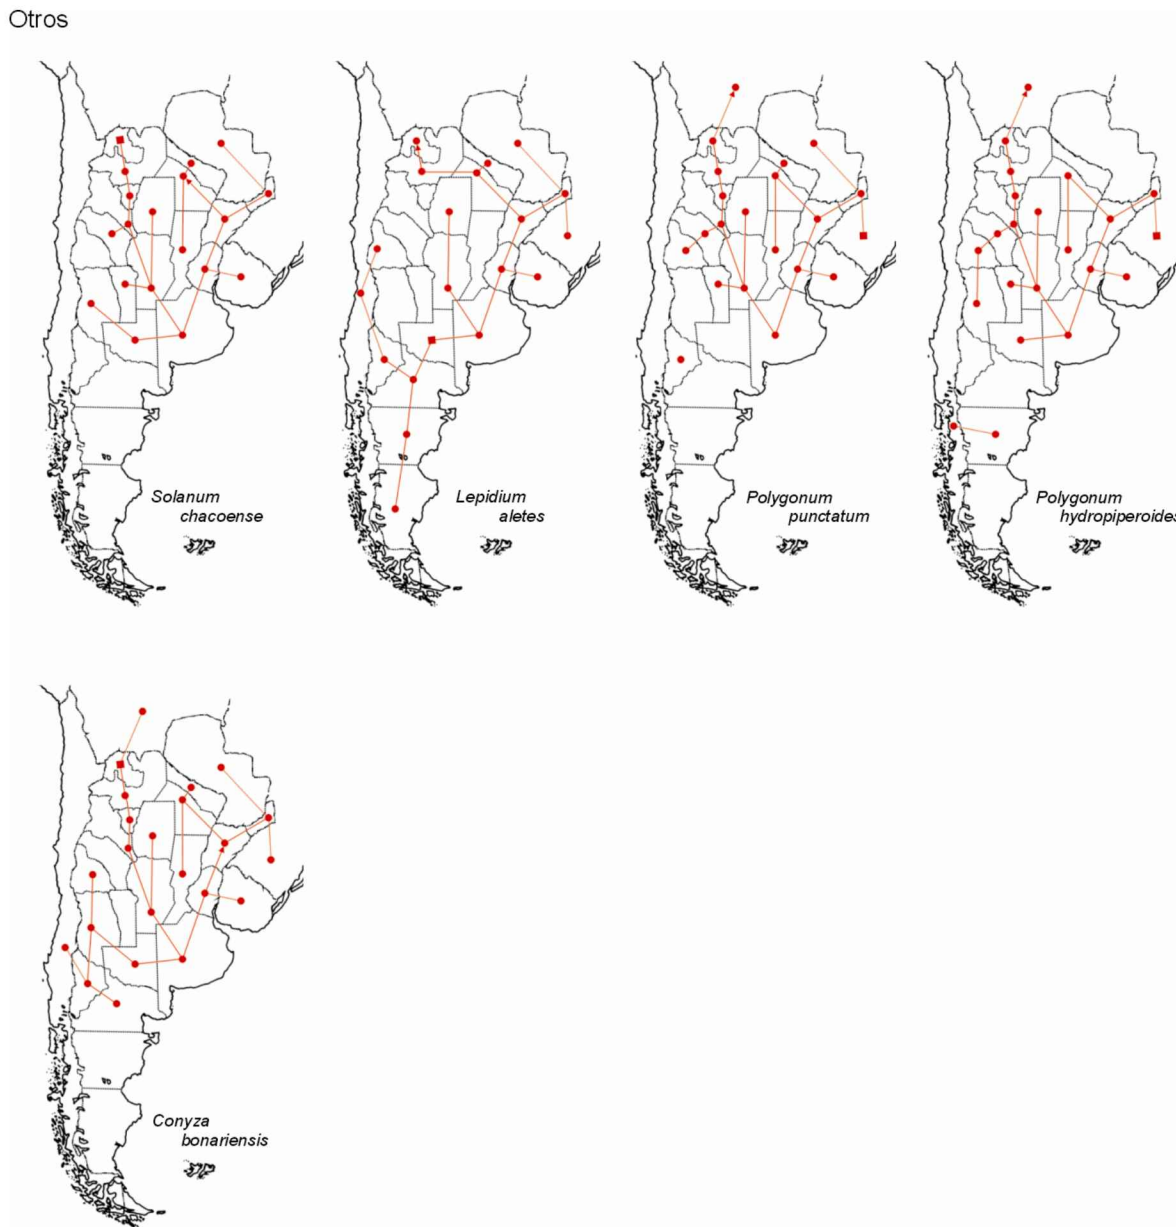 Otros
Solanum
chacoense
Lepidium
aletes
Polygonum
punctatum
Polygonum
hydropiperoides
Conyza
bonariensis